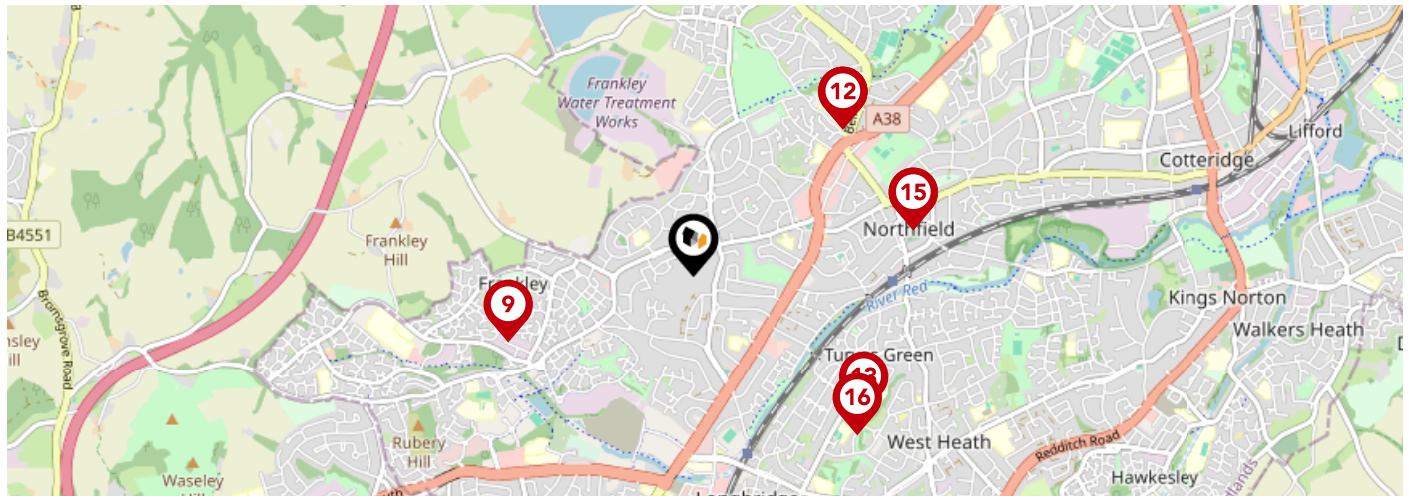 Frankley
Water Treatment
Works
12
A38
Lifford
Cotteridge
15
Northfield
B4551
Frankley
Hill
Frankley
9
River Red
Kings Norton
Walkers Heath
Bromsgrove Road
Hill
Green
16
West Heath
Redditch Road
Rubery
Hill
Waseley
Hawkesley